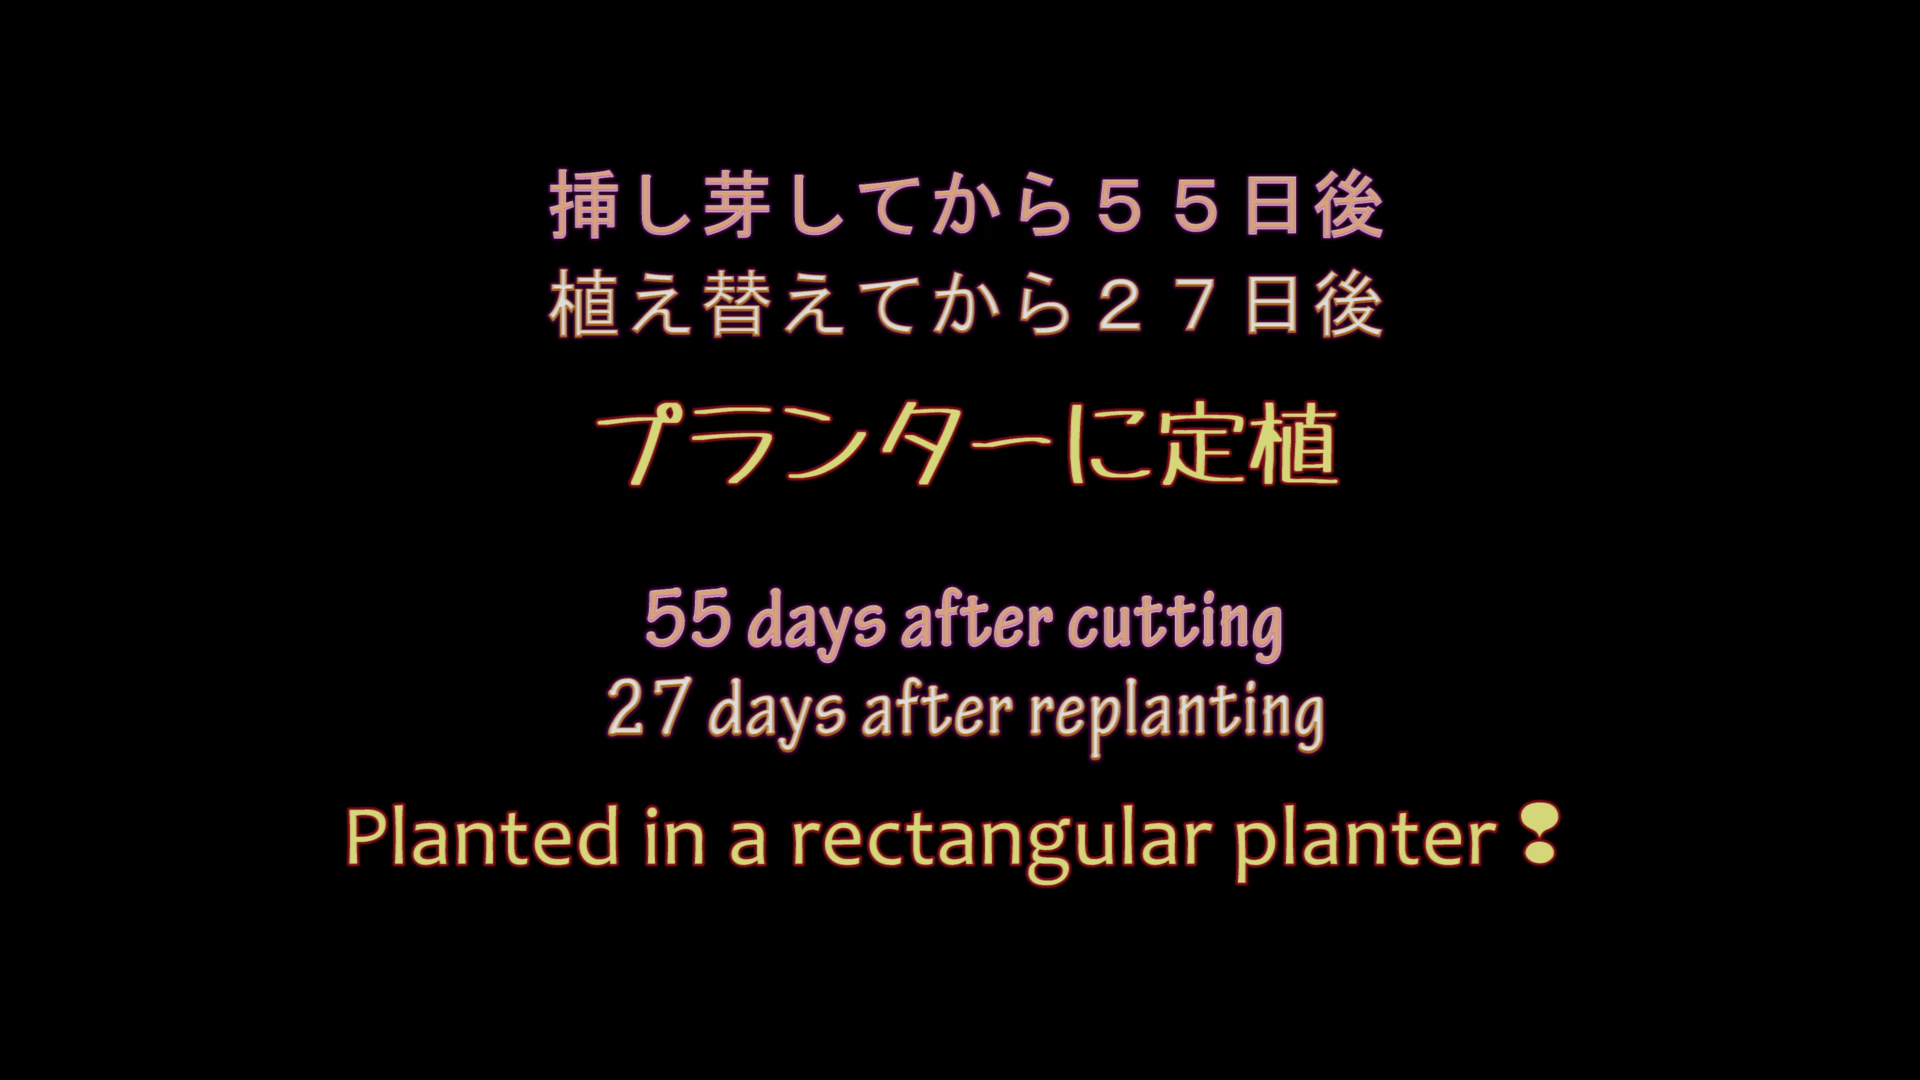 挿し芽してから５５日後
植え替えてから２７日後
プランターに定植
55 days after cutting
27 days after replanting
Planted in a rectangular planter❢